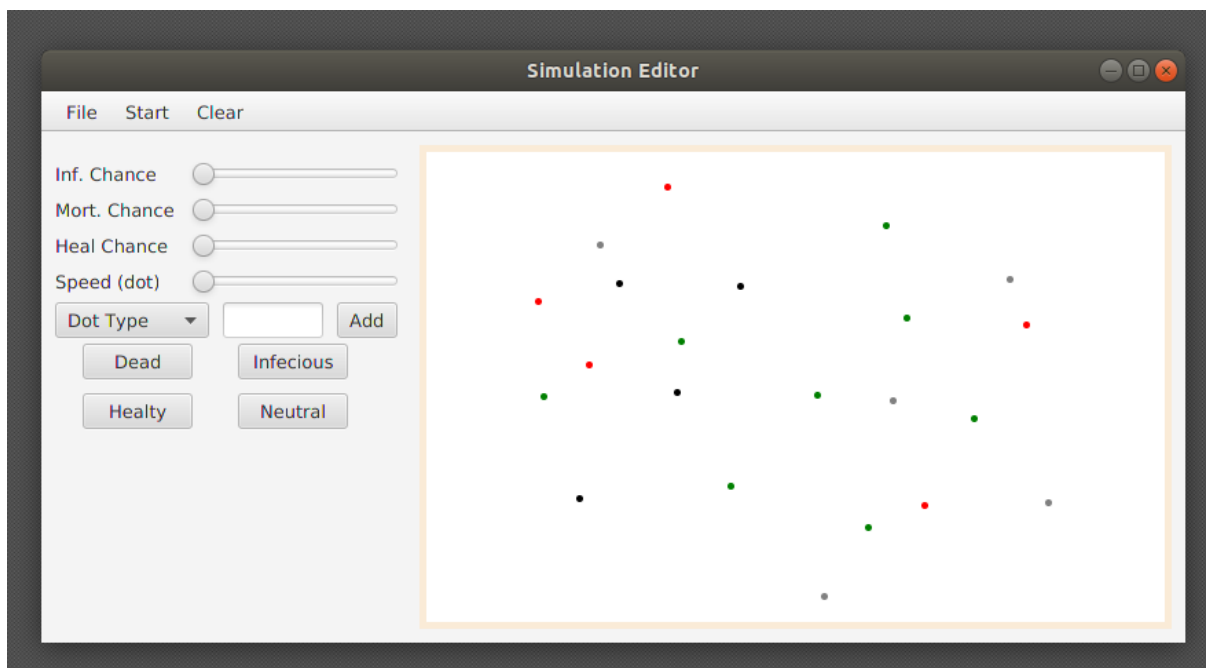 Simulation Editor
File Start Clear
Inf. Chance
Mort. Chance
Heal Chance
Speed (dot)
Dot Type Add
Dead Infecious
Healty Neutral